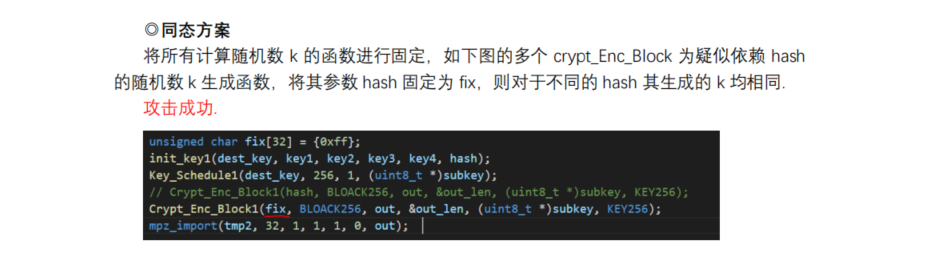 ◎同态方案
将所有计算随机数 k 的函数进行固定，如下图的多个 crypt_Enc_Block 为疑似依赖 hash
的随机数 k 生成函数，将其参数 hash 固定为 fix，则对于不同的 hash 其生成的 k 均相同.
攻击成功.
unsigned char fix[32] = {0xff};
init_key1(dest_key, key1, key2, key3, key4, hash);
Key_Schedule1(dest_key, 256, 1, (uint8_t *)subkey);
// Crypt_Enc_Block1(hash, BLOACK256, out, &out_len, (uint8_t *)subkey, KEY256);
Crypt_Enc_Block1(fix, BLOACK256, out, &out_len, (uint8_t *)subkey, KEY256);
mpz_import(tmp2, 32, 1, 1, 1, 0, out);